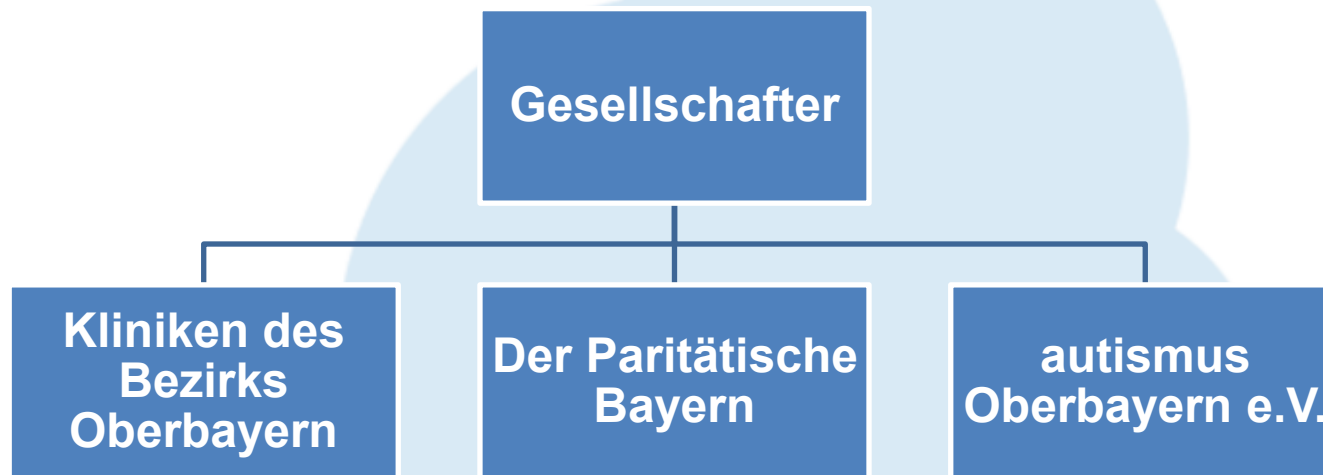 Gesellschafter
Kliniken des
Bezirks
Oberbayern
Der Paritätische
Bayern
autismus
Oberbayern e.V.